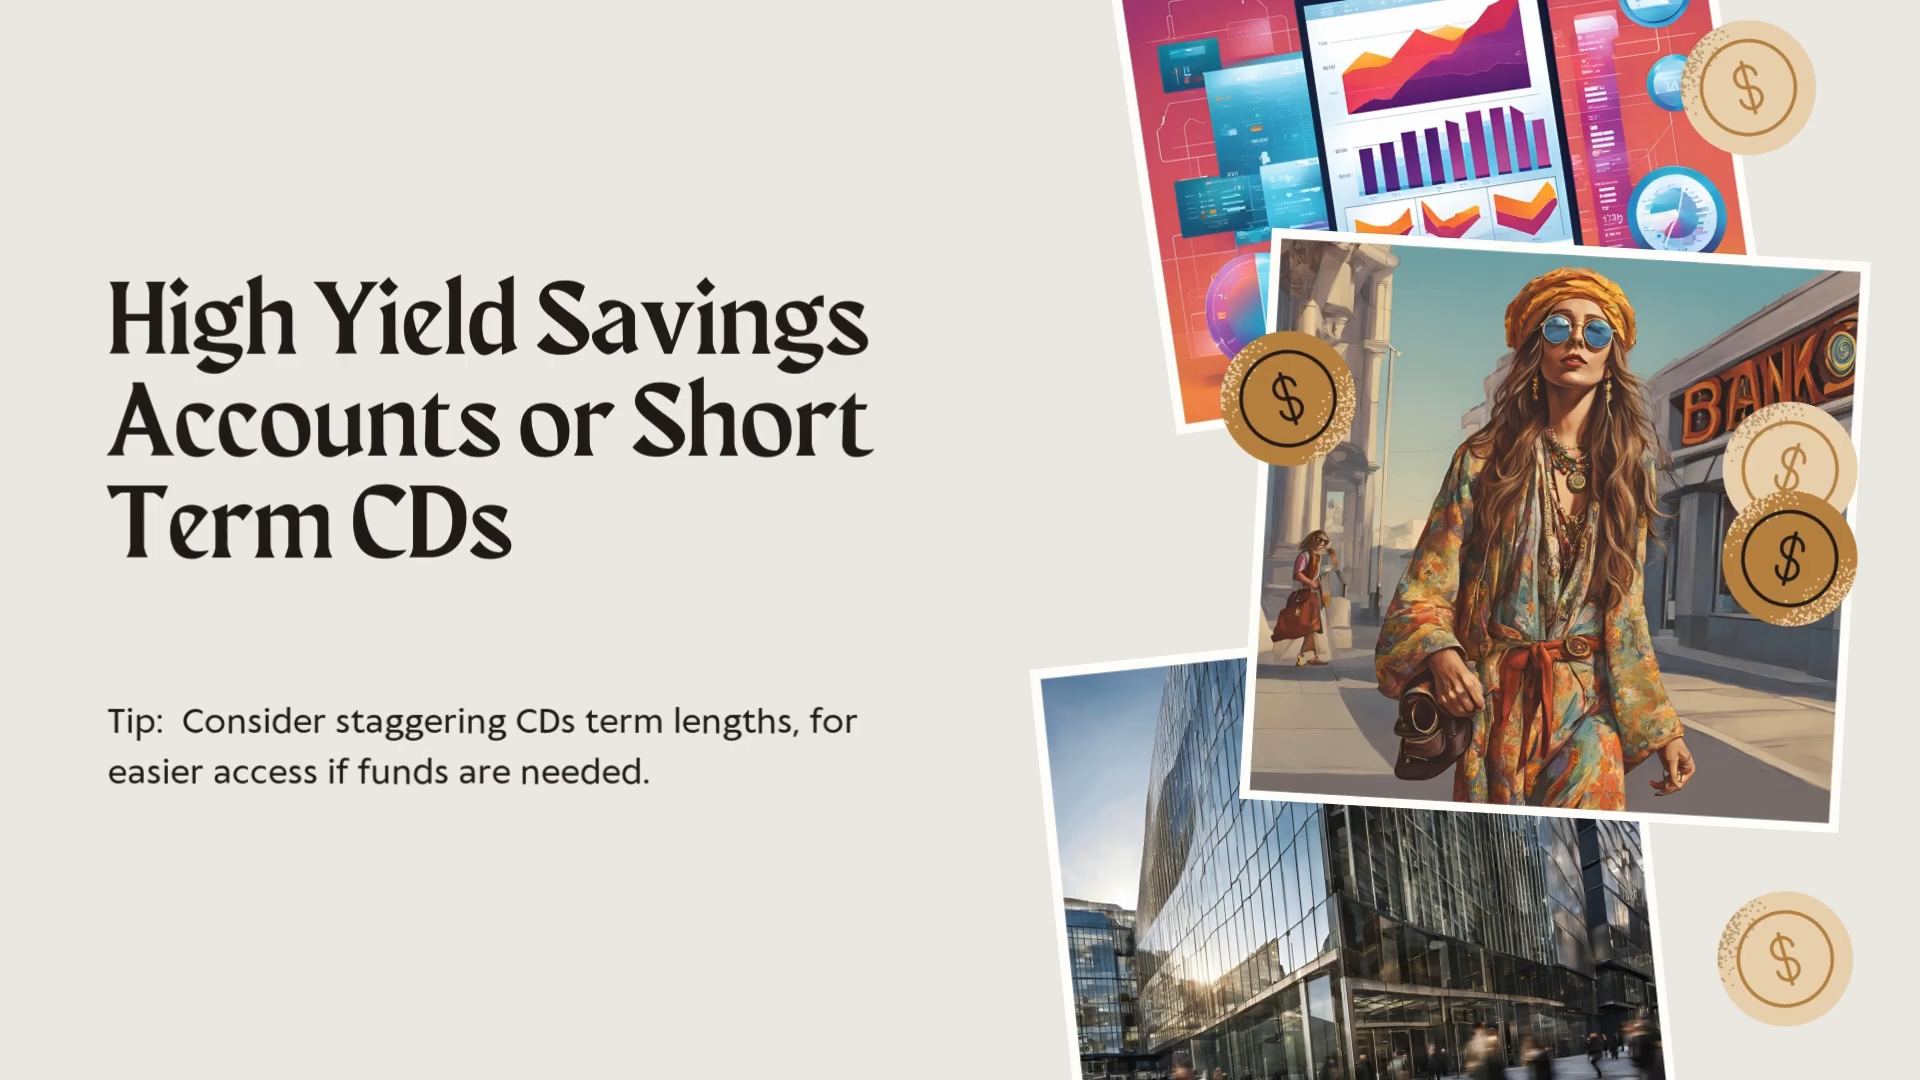 High Yield Savings
Accounts or Short
Term CDs
Tip:  Consider staggering CDs term lengths, for
easier access if funds are needed.
BANK
$
$
$
$
$